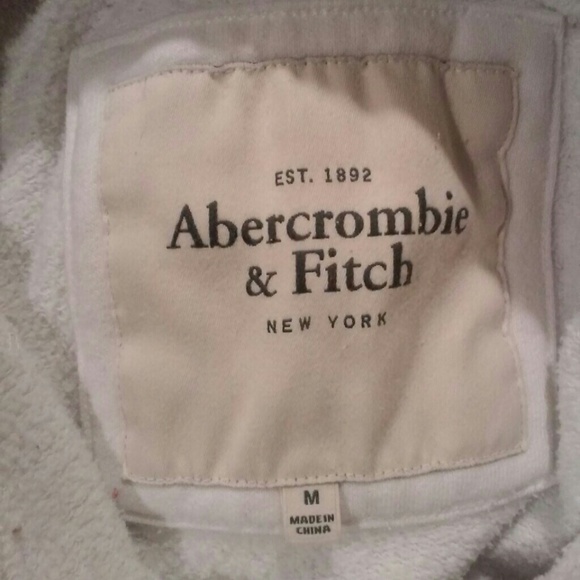 EST. 1892
Abercrombie
& Fitch
NEW YORK
M
MADE IN
CHINA